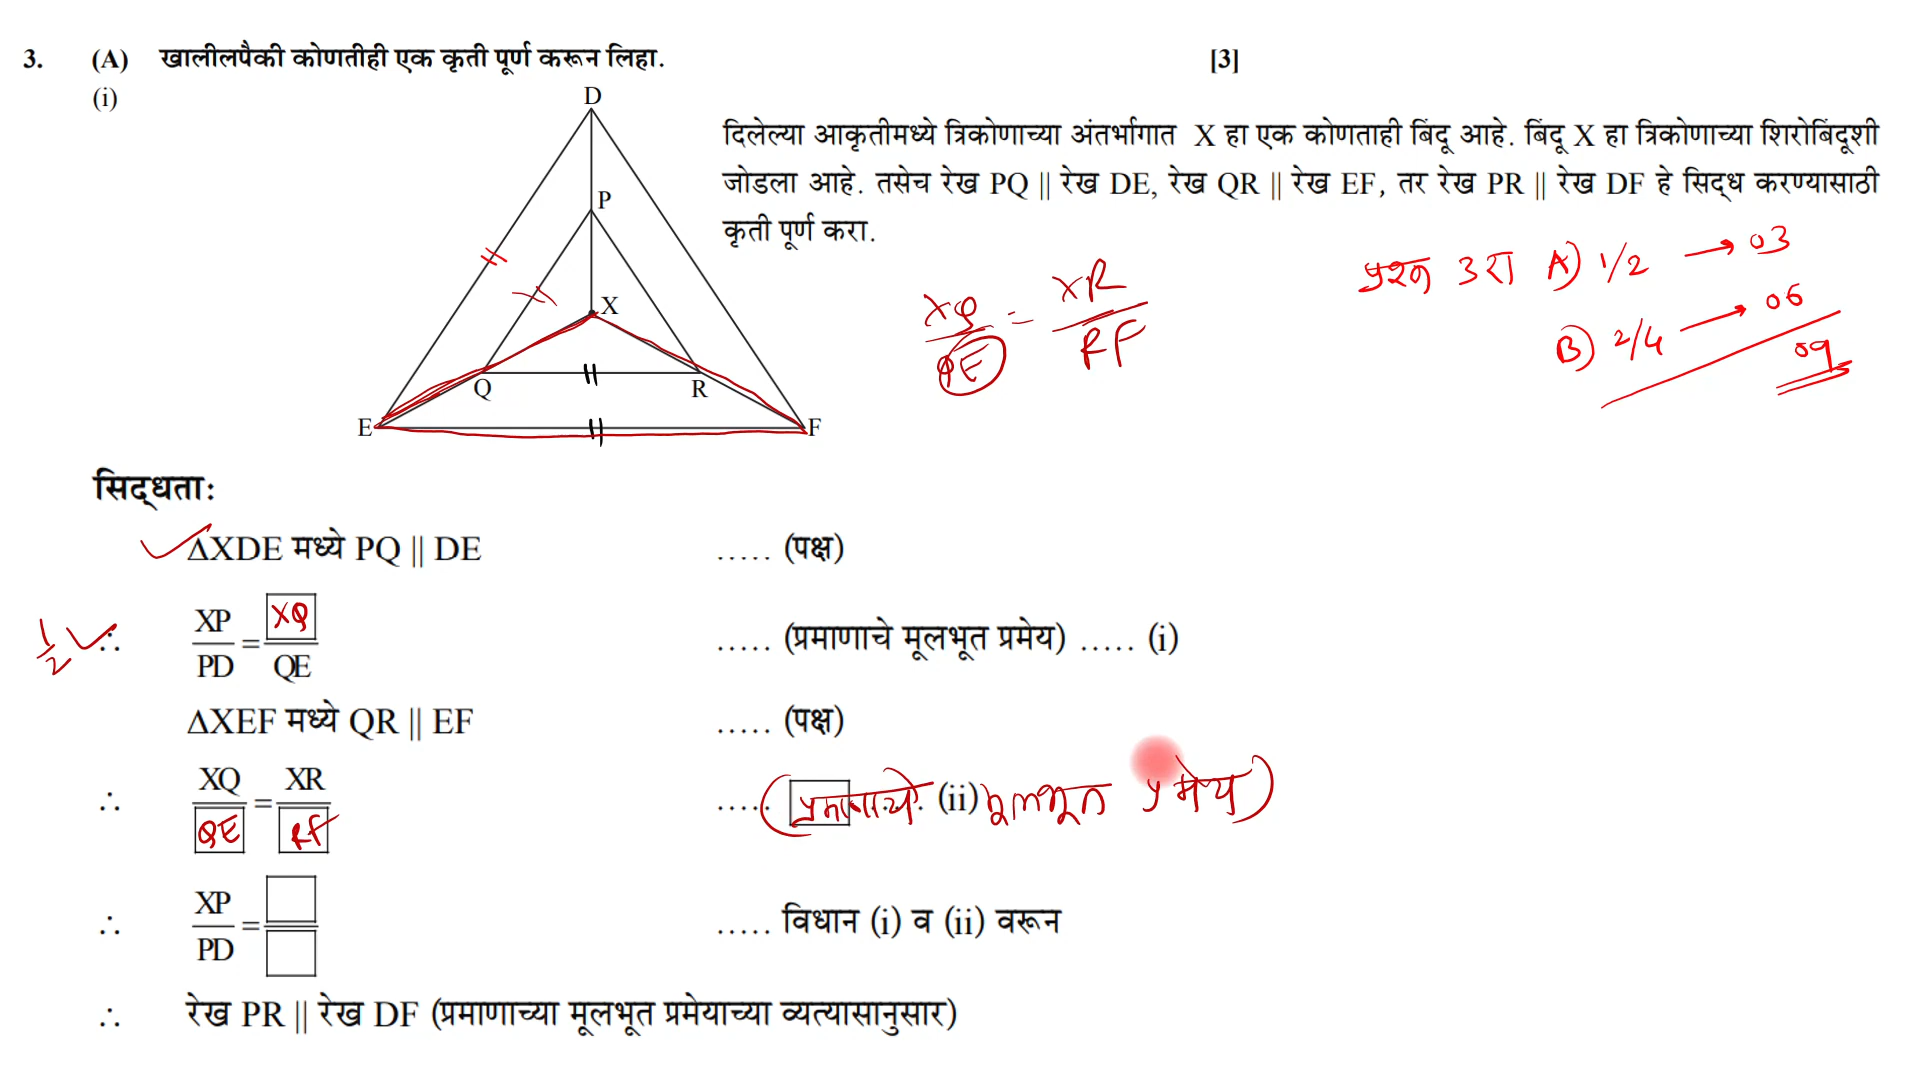 3. (A) खालीलपैकी कोणतीही एक कृती पूर्ण करून लिहा. [3]
(i)
D
P
X
Q
R
E
F
दिलेल्या आकृतीमध्ये त्रिकोणाच्या अंतर्भागात X हा एक कोणताही बिंदू आहे. बिंदू X हा त्रिकोणाच्या शिरोबिंदूशी
जोडला आहे. तसेच रेख PQ || रेख DE, रेख QR || रेख EF, तर रेख PR || रेख DF हे सिद्ध करण्यासाठी
कृती पूर्ण करा.
XQ/QE = XR/RF
प्रश्न 3रा A) 1/2 → 03
B) 2/4 → 06
09
सिद्धताः
ΔXDE मध्ये PQ || DE ..... (पक्ष)
1/2 ∴ XP/PD = XQ/QE ..... (प्रमाणाचे मूलभूत प्रमेय) ..... (i)
ΔXEF मध्ये QR || EF ..... (पक्ष)
∴ XQ/QE = XR/RF ..... (प्रमाणाचे (ii) मूलभूत प्रमेय)
∴ XP/PD = ..... विधान (i) व (ii) वरून
∴ रेख PR || रेख DF (प्रमाणाच्या मूलभूत प्रमेयाच्या व्यत्यासानुसार)